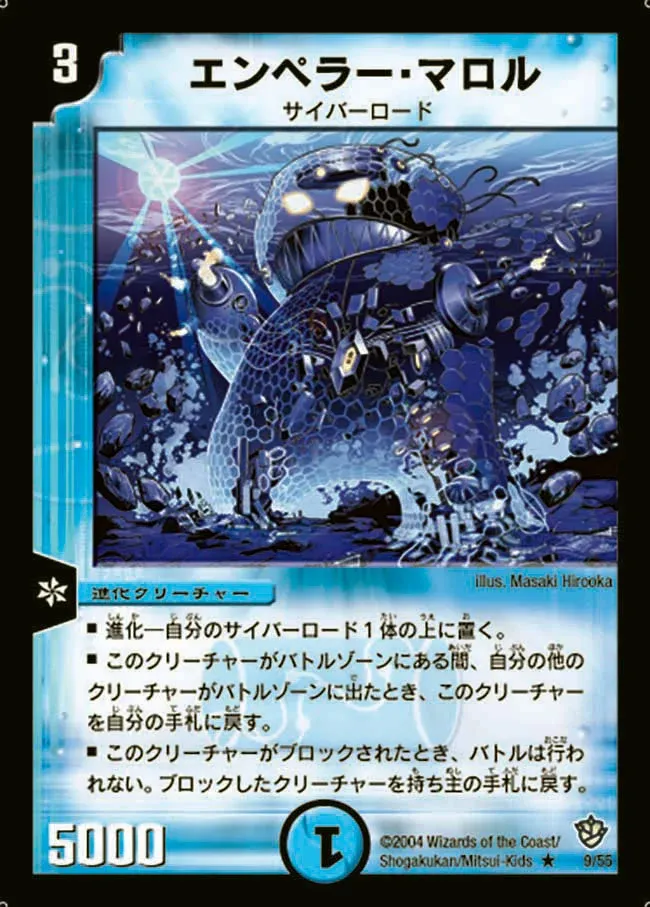 3
エンペラー・マロル
サイバーロード
illus. Masaki Hirooka
進化クリーチャー
■ 進化―自分のサイバーロード1体の上に置く。
■ このクリーチャーがバトルゾーンにある間、自分の他の
クリーチャーがバトルゾーンに出たとき、このクリーチャー
を自分の手札に戻す。
■ このクリーチャーがブロックされたとき、バトルは行わ
れない。ブロックしたクリーチャーを持ち主の手札に戻す。
5000
1
©2004 Wizards of the Coast/
Shogakukan/Mitsui-Kids ★ 9/55